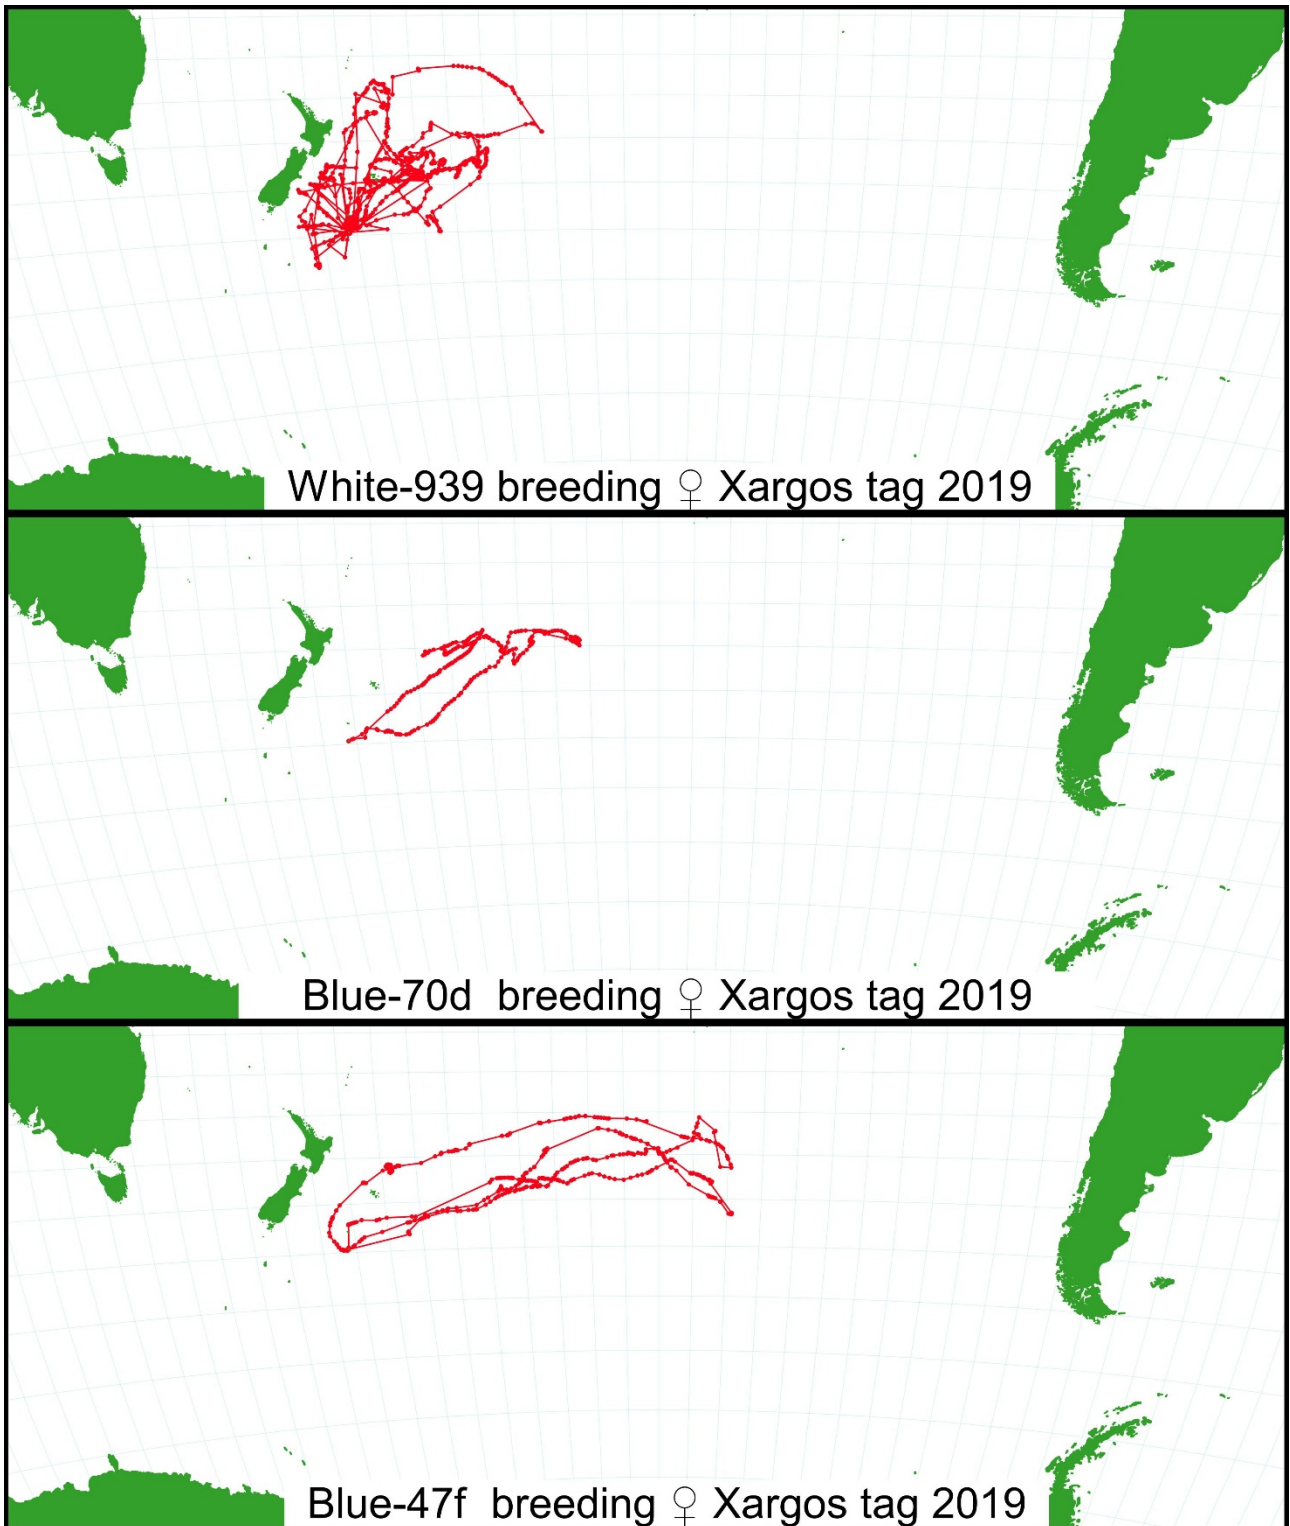 White-939 breeding ♀ Xargos tag 2019
Blue-70d breeding ♀ Xargos tag 2019
Blue-47f breeding ♀ Xargos tag 2019